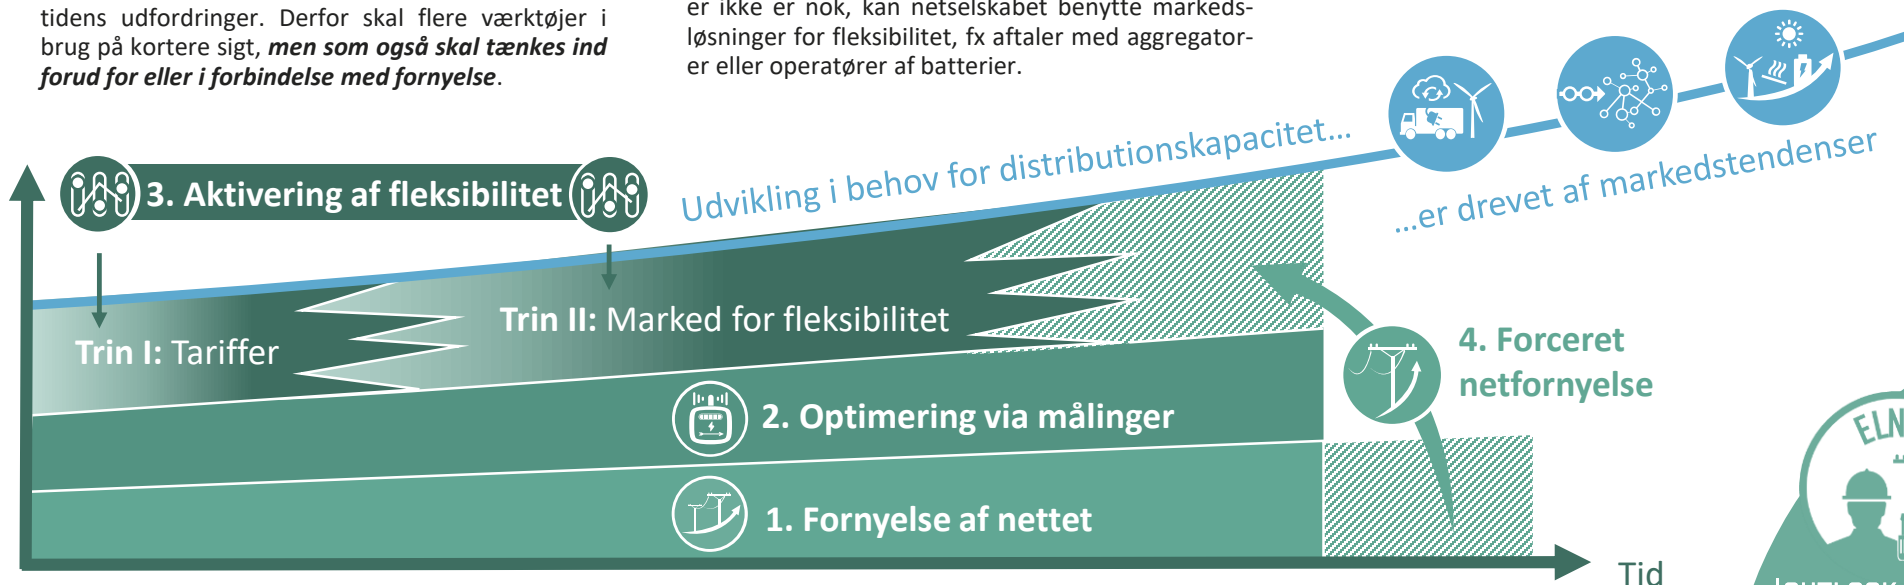 tidens udfordringer. Derfor skal flere værktøjer i
brug på kortere sigt, men som også skal tænkes ind
forud for eller i forbindelse med fornyelse.
er ikke er nok, kan netselskabet benytte markeds-
løsninger for fleksibilitet, fx aftaler med aggregator-
er eller operatører af batterier.
3. Aktivering af fleksibilitet
Udvikling i behov for distributionskapacitet...
...er drevet af markedstendenser
Trin I: Tariffer
Trin II: Marked for fleksibilitet
4. Forceret
netfornyelse
2. Optimering via målinger
1. Fornyelse af nettet
Tid